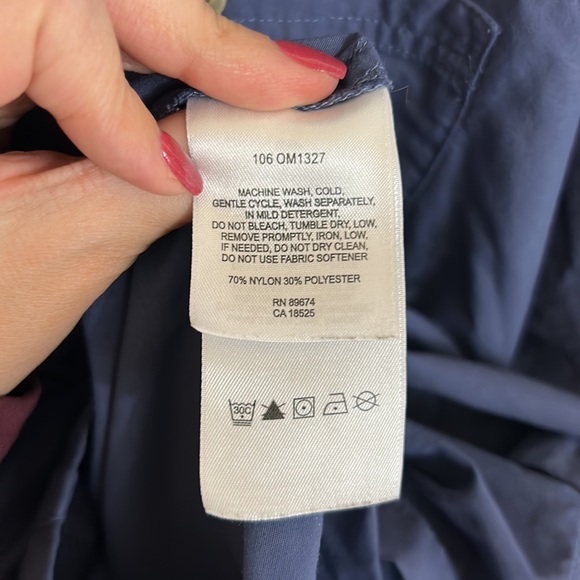 106 OM1327
MACHINE WASH, COLD,
GENTLE CYCLE, WASH SEPARATELY,
IN MILD DETERGENT,
DO NOT BLEACH, TUMBLE DRY, LOW,
REMOVE PROMPTLY, IRON, LOW,
IF NEEDED, DO NOT DRY CLEAN,
DO NOT USE FABRIC SOFTENER
70% NYLON 30% POLYESTER
RN 89674
CA 18525
30C